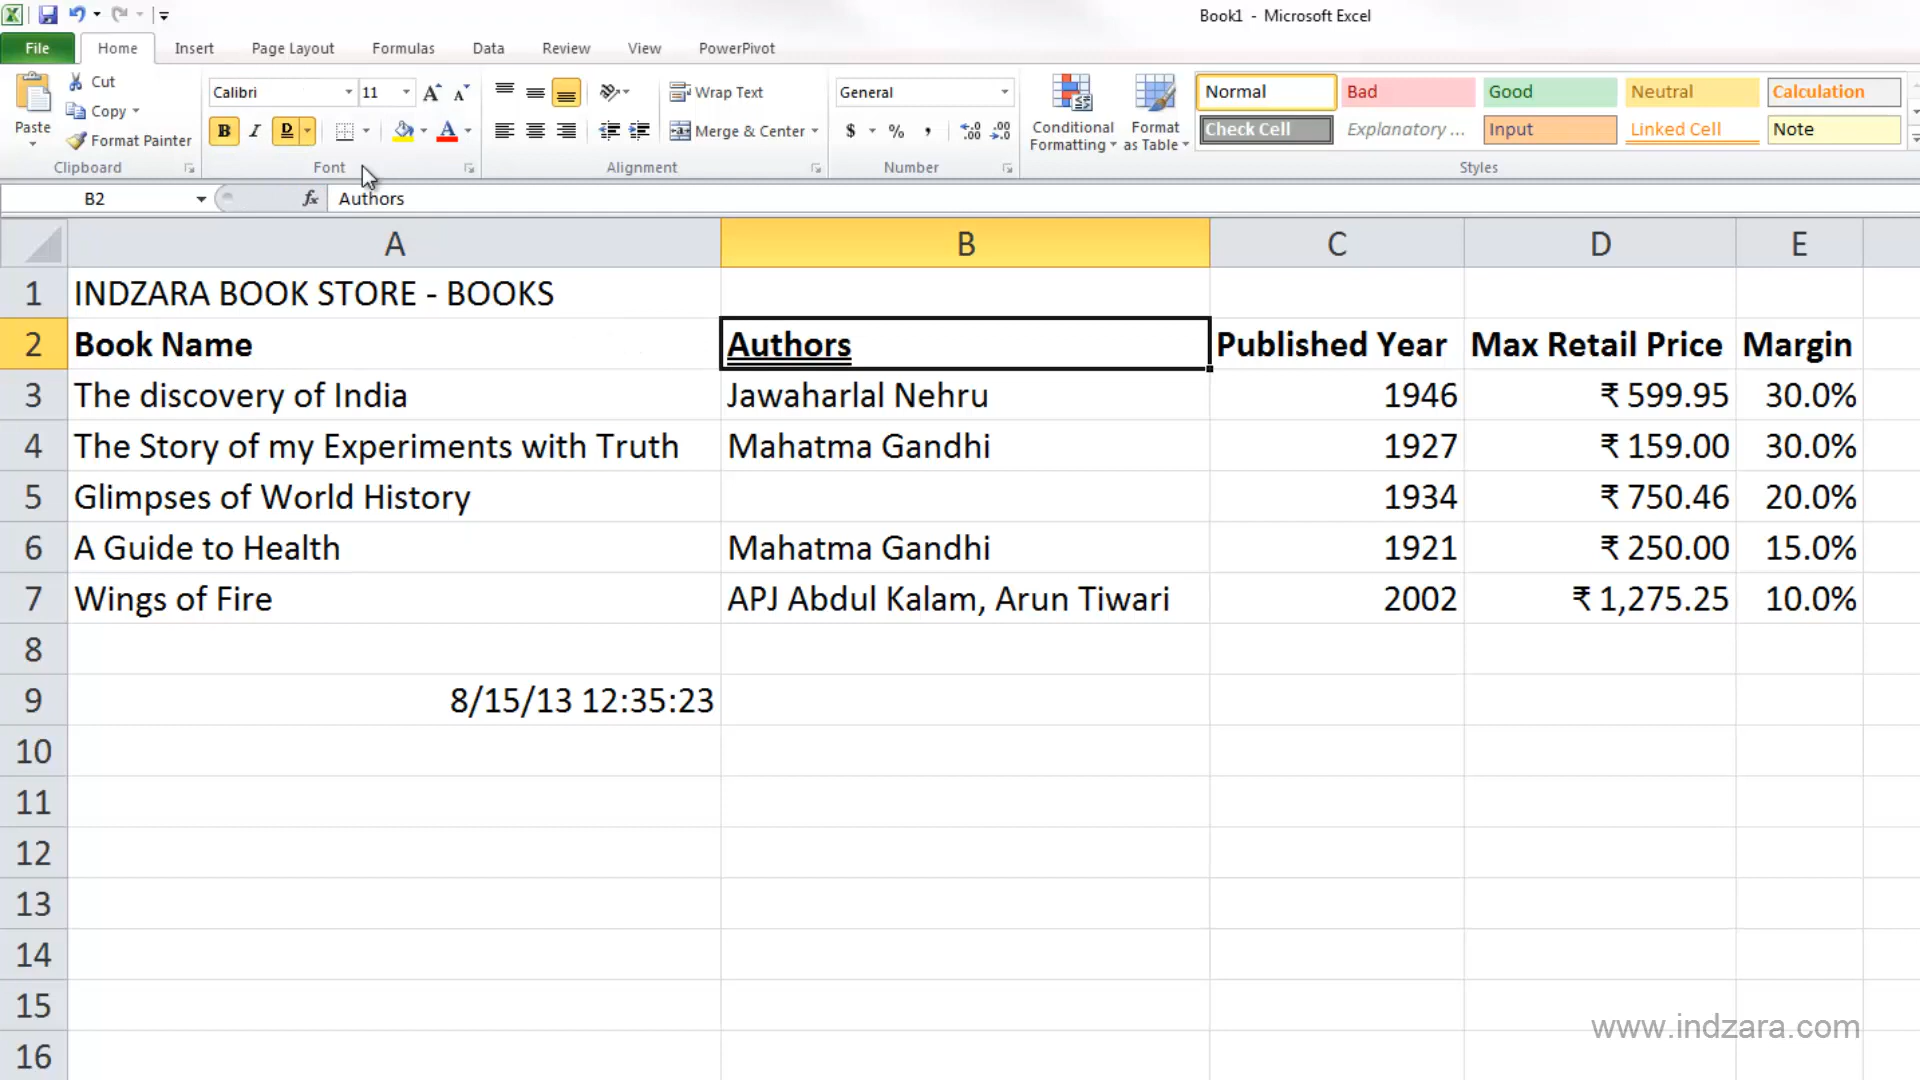 Book1 - Microsoft Excel
File Home Insert Page Layout Formulas Data Review View PowerPivot
Paste Cut Copy Format Painter
Clipboard
Calibri 11
B I D A
Font
Wrap Text
Merge & Center
Alignment
General
$ % ,
Number
Conditional Formatting
Format as Table
Normal Bad Good Neutral Calculation
Check Cell Explanatory ... Input Linked Cell Note
Styles
B2 fx Authors
A B C D E
1 INDZARA BOOK STORE - BOOKS
2 Book Name Authors Published Year Max Retail Price Margin
3 The discovery of India Jawaharlal Nehru 1946 ₹ 599.95 30.0%
4 The Story of my Experiments with Truth Mahatma Gandhi 1927 ₹ 159.00 30.0%
5 Glimpses of World History 1934 ₹ 750.46 20.0%
6 A Guide to Health Mahatma Gandhi 1921 ₹ 250.00 15.0%
7 Wings of Fire APJ Abdul Kalam, Arun Tiwari 2002 ₹ 1,275.25 10.0%
8
9 8/15/13 12:35:23
10
11
12
13
14
15
16
www.indzara.com